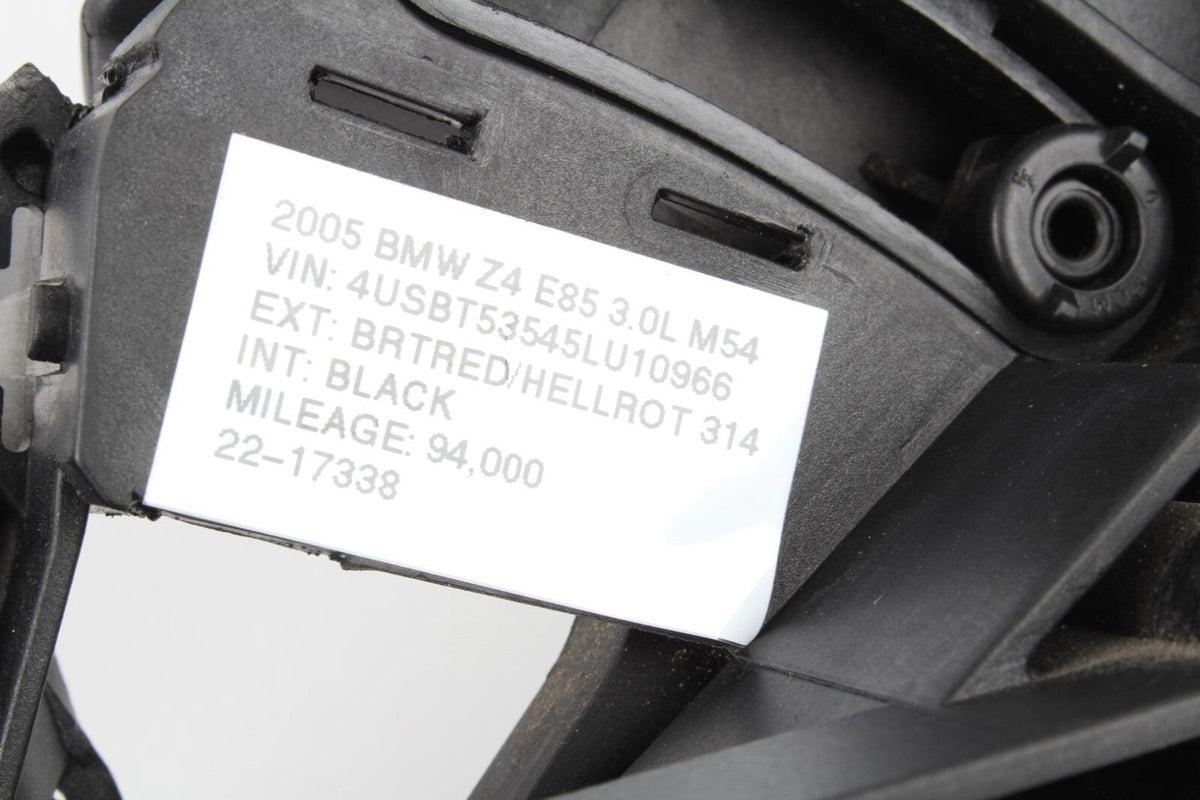 2005 BMW Z4 E85 3.0L M54
VIN: 4USBT53545LU10966
EXT: BRTRED/HELLROT 314
INT: BLACK
MILEAGE: 94,000
22-17338